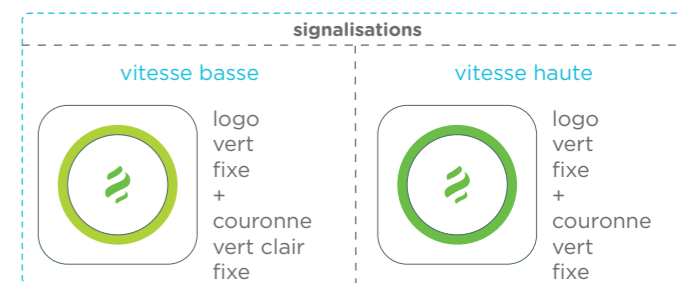 signalisations
vitesse basse
logo
vert
fixe
+
couronne
vert clair
fixe
vitesse haute
logo
vert
fixe
+
couronne
vert
fixe